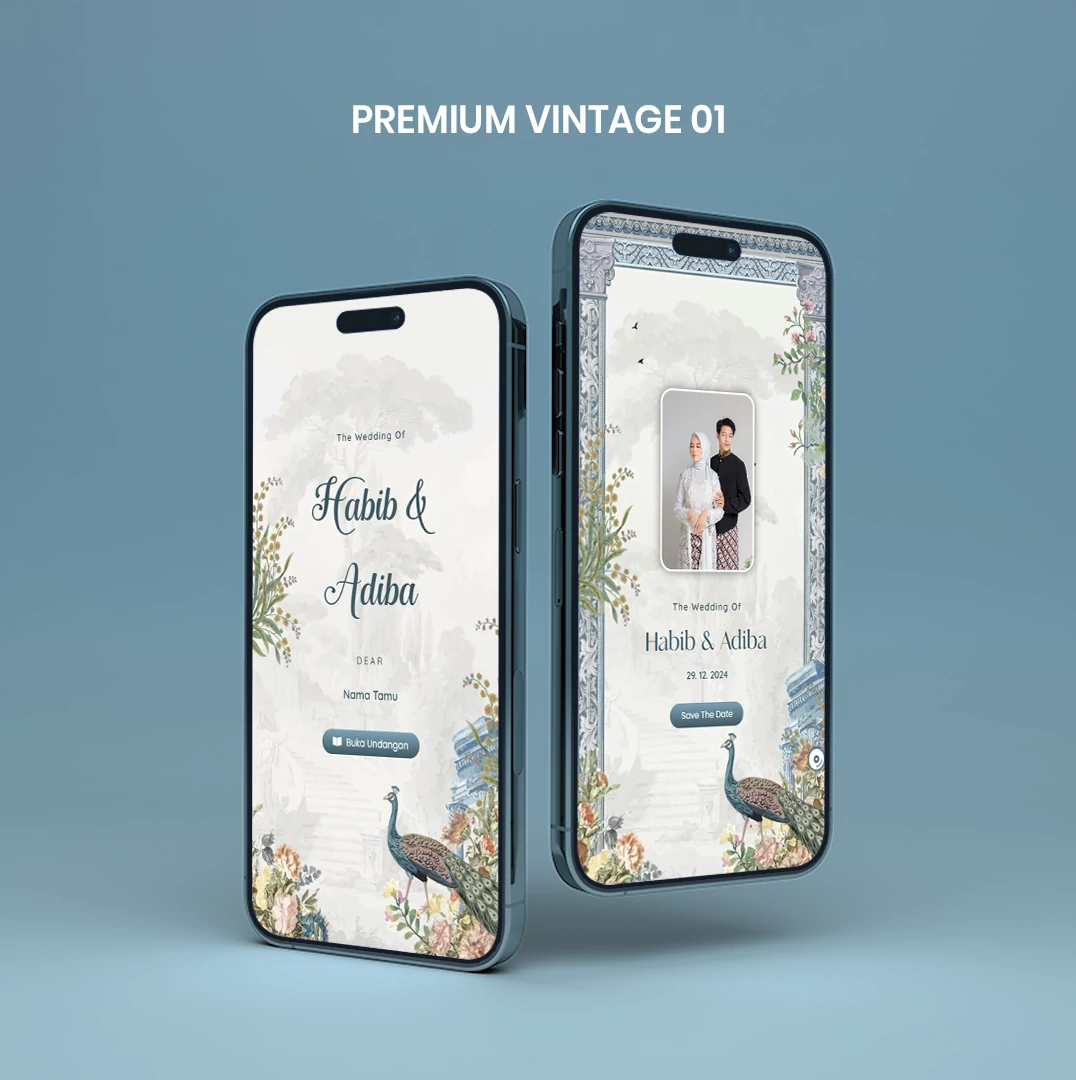 PREMIUM VINTAGE 01
The Wedding Of
Habib &
Adiba
DEAR
Nama Tamu
Buka Undangan
The Wedding Of
Habib & Adiba
29. 12. 2024
Save The Date